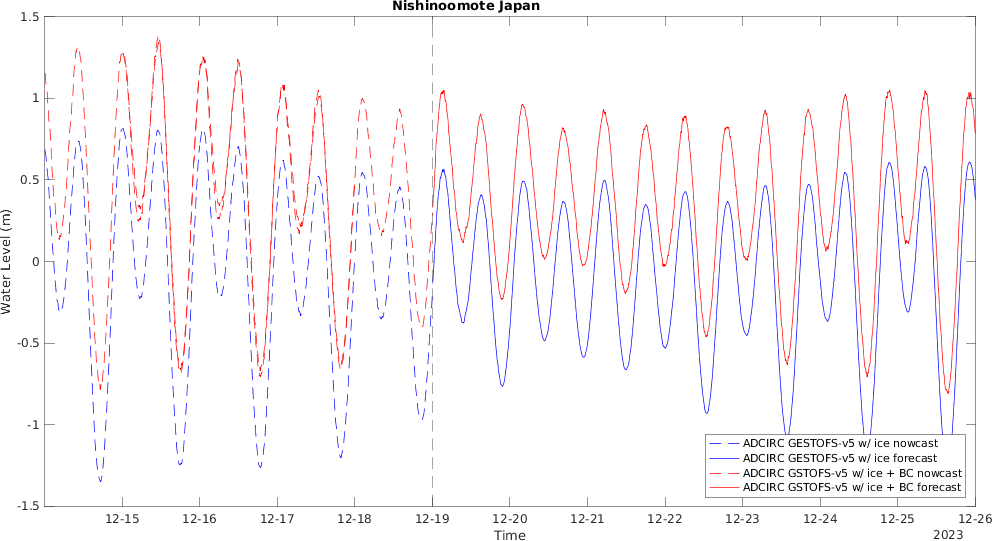 Nishinoomote Japan
Water Level (m)
1.5
1
0.5
0
-0.5
-1
-1.5
ADCIRC GESTOFS-v5 w/ ice nowcast
ADCIRC GESTOFS-v5 w/ ice forecast
ADCIRC GSTOFS-v5 w/ ice + BC nowcast
ADCIRC GSTOFS-v5 w/ ice + BC forecast
12-15 12-16 12-17 12-18 12-19 12-20 12-21 12-22 12-23 12-24 12-25 12-26
Time
2023